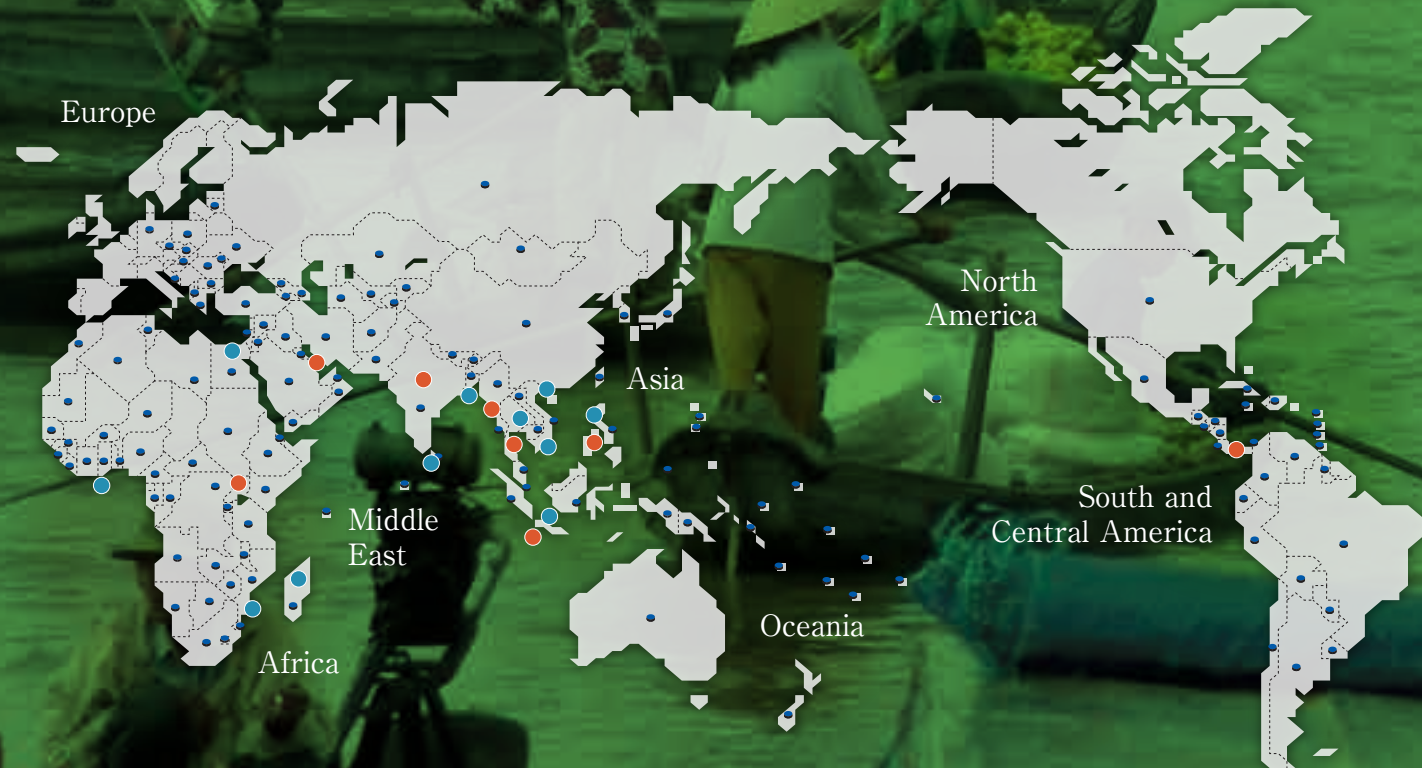 Europe
North
America
Asia
South and
Central America
Middle
East
Oceania
Africa